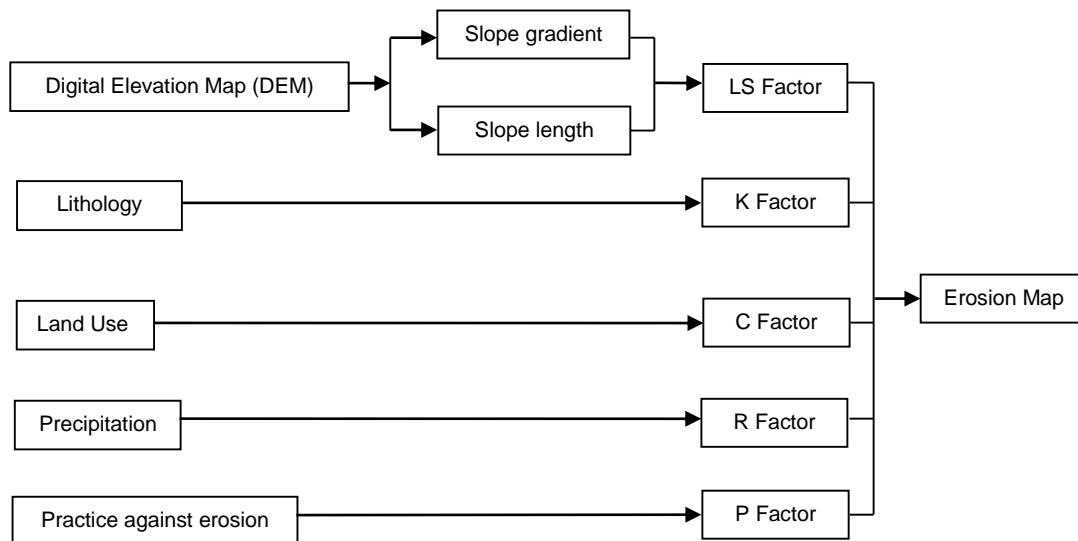 Slope gradient
Digital Elevation Map (DEM)
LS Factor
Slope length
Lithology
K Factor
Erosion Map
Land Use
C Factor
Precipitation
R Factor
Practice against erosion
P Factor